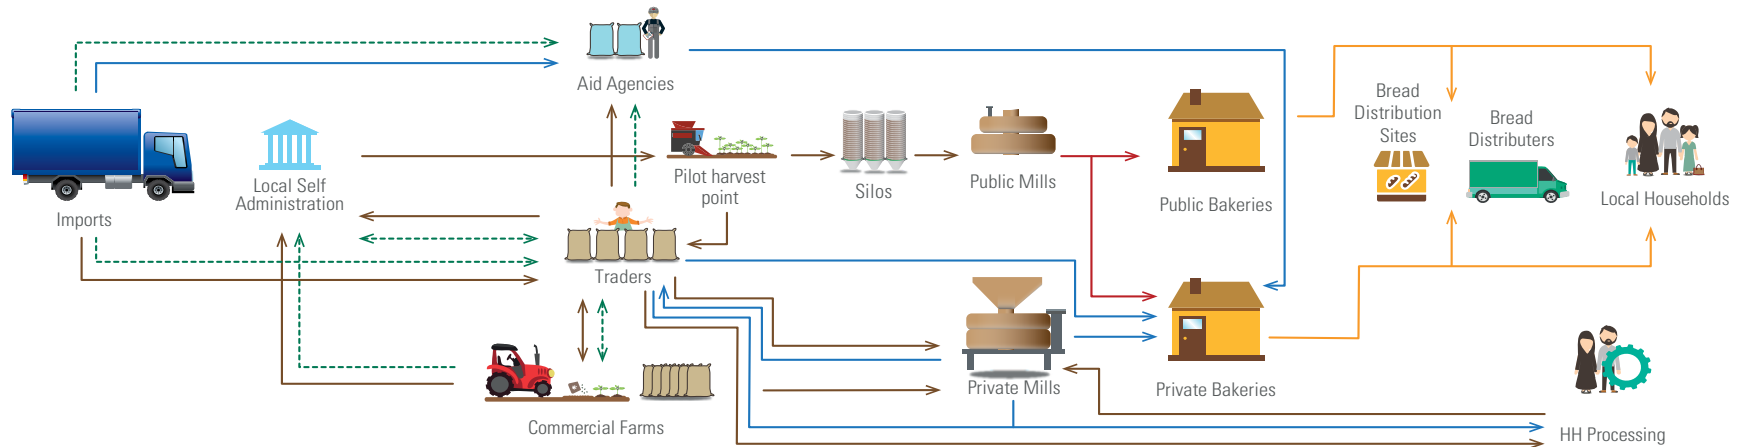 Aid Agencies
Imports
Local Self
Administration
Pilot harvest
point
Silos
Public Mills
Public Bakeries
Bread
Distribution
Sites
Bread
Distributers
Local Households
Traders
Commercial Farms
Private Mills
Private Bakeries
HH Processing